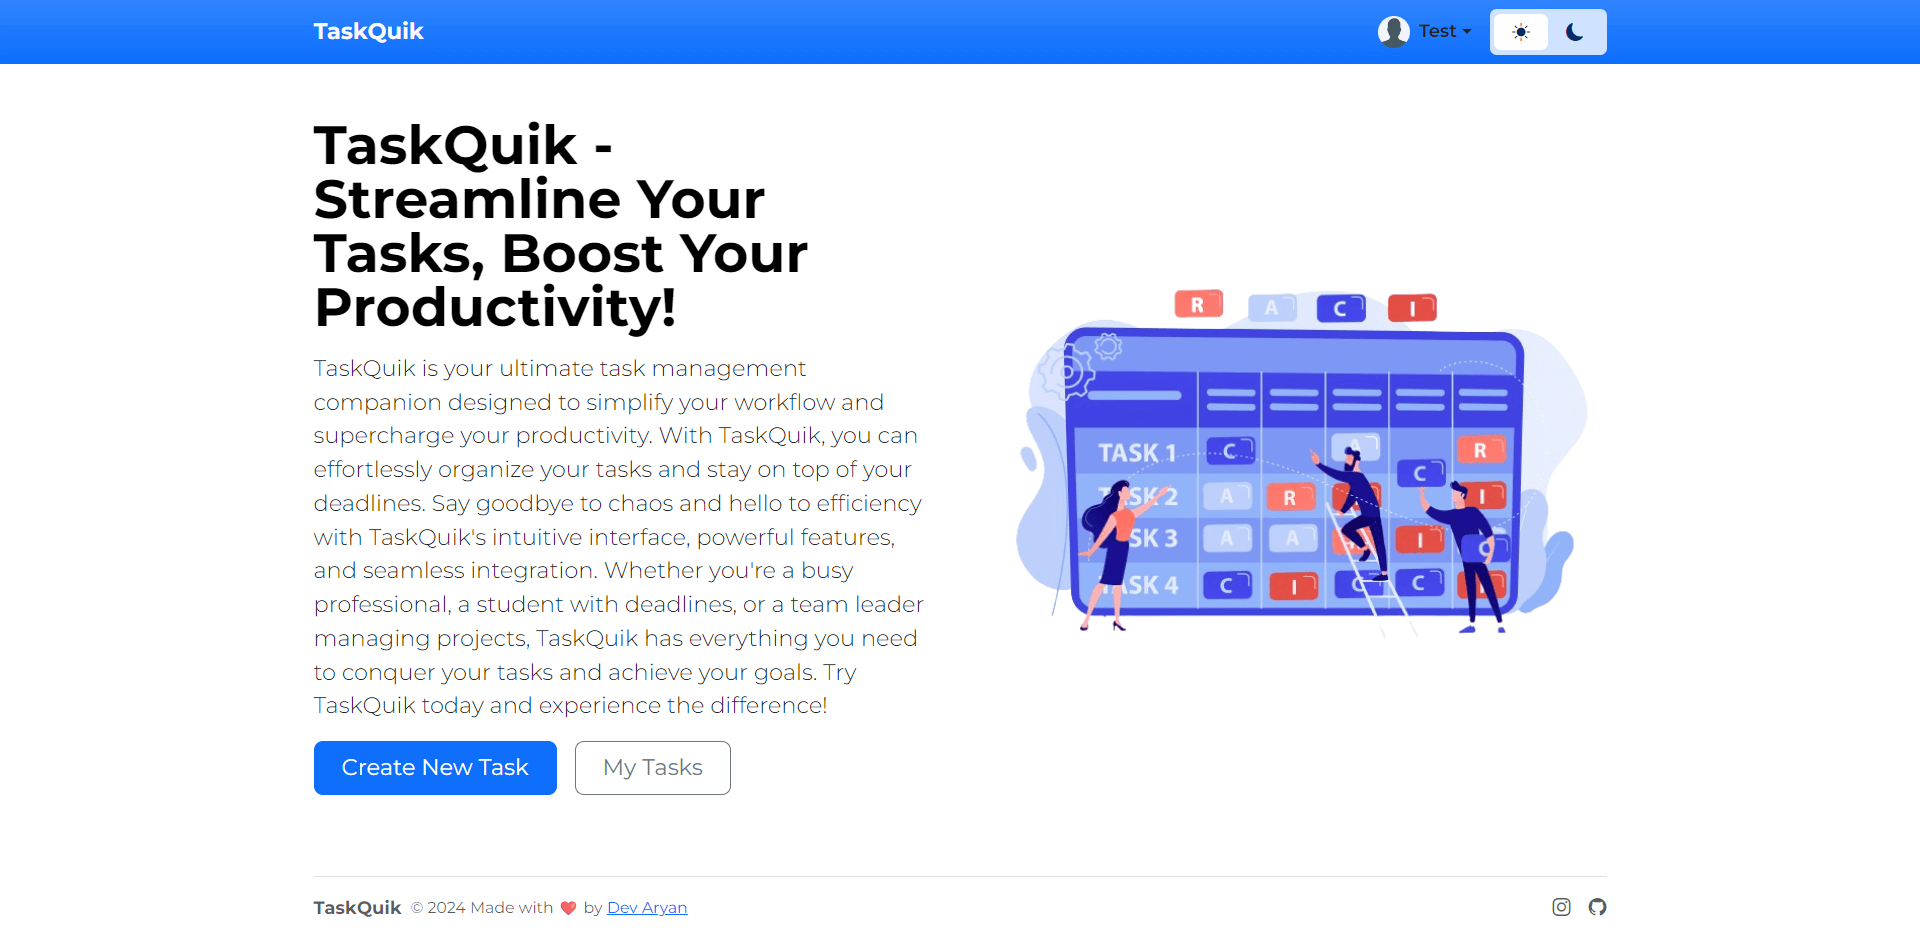 TaskQuik
Test
TaskQuik -
Streamline Your
Tasks, Boost Your
Productivity!
TaskQuik is your ultimate task management
companion designed to simplify your workflow and
supercharge your productivity. With TaskQuik, you can
effortlessly organize your tasks and stay on top of your
deadlines. Say goodbye to chaos and hello to efficiency
with TaskQuik's intuitive interface, powerful features,
and seamless integration. Whether you're a busy
professional, a student with deadlines, or a team leader
managing projects, TaskQuik has everything you need
to conquer your tasks and achieve your goals. Try
TaskQuik today and experience the difference!
Create New Task
My Tasks
R A C I
TASK 1 C A R
C
SK 2 A R I
SK 3 A A I C
ASK 4 C I C C
TaskQuik © 2024 Made with ❤️ by Dev Aryan